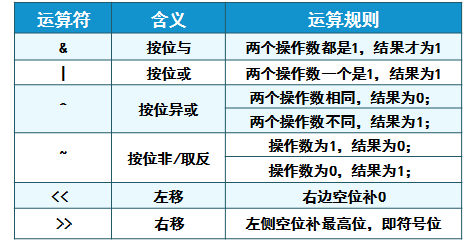 运算符 含义 运算规则
& 按位与 两个操作数都是1，结果才为1
| 按位或 两个操作数一个是1，结果为1
^ 按位异或 两个操作数相同，结果为0；
两个操作数不同，结果为1；
~ 按位非/取反 操作数为1，结果为0；
操作数为0，结果为1；
<< 左移 右边空位补0
>> 右移 左侧空位补最高位，即符号位